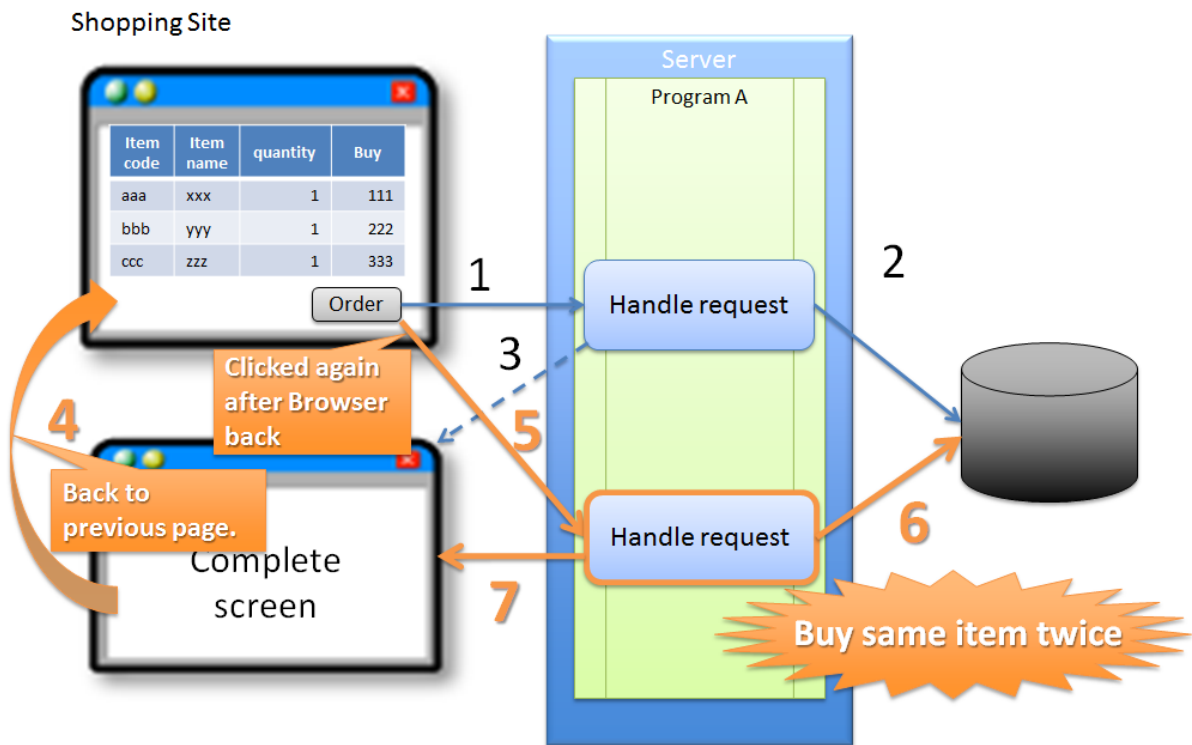 Shopping Site
Server
Program A
Item code
Item name
quantity
Buy
aaa xxx 1 111
bbb yyy 1 222
ccc zzz 1 333
Order
1
Handle request
2
3
Clicked again
after Browser
back
4
5
Back to
previous page.
Complete
screen
Handle request
6
7
Buy same item twice